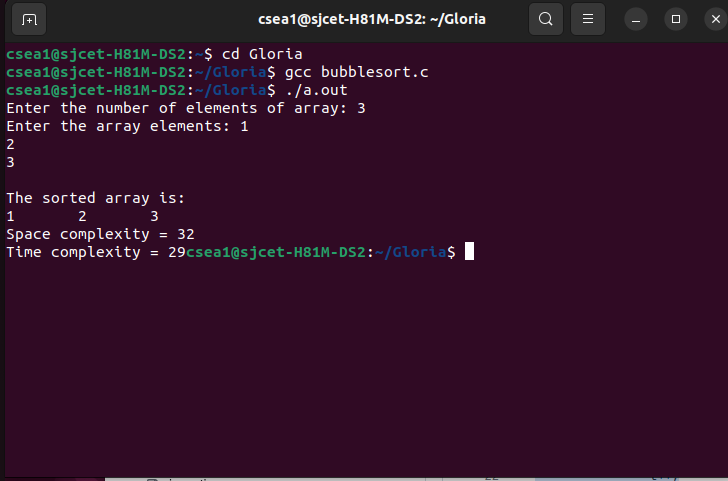 csea1@sjcet-H81M-DS2: ~/Gloria
csea1@sjcet-H81M-DS2:~$ cd Gloria
csea1@sjcet-H81M-DS2:~/Gloria$ gcc bubblesort.c
csea1@sjcet-H81M-DS2:~/Gloria$ ./a.out
Enter the number of elements of array: 3
Enter the array elements: 1
2
3
The sorted array is:
1 2 3
Space complexity = 32
Time complexity = 29csea1@sjcet-H81M-DS2:~/Gloria$